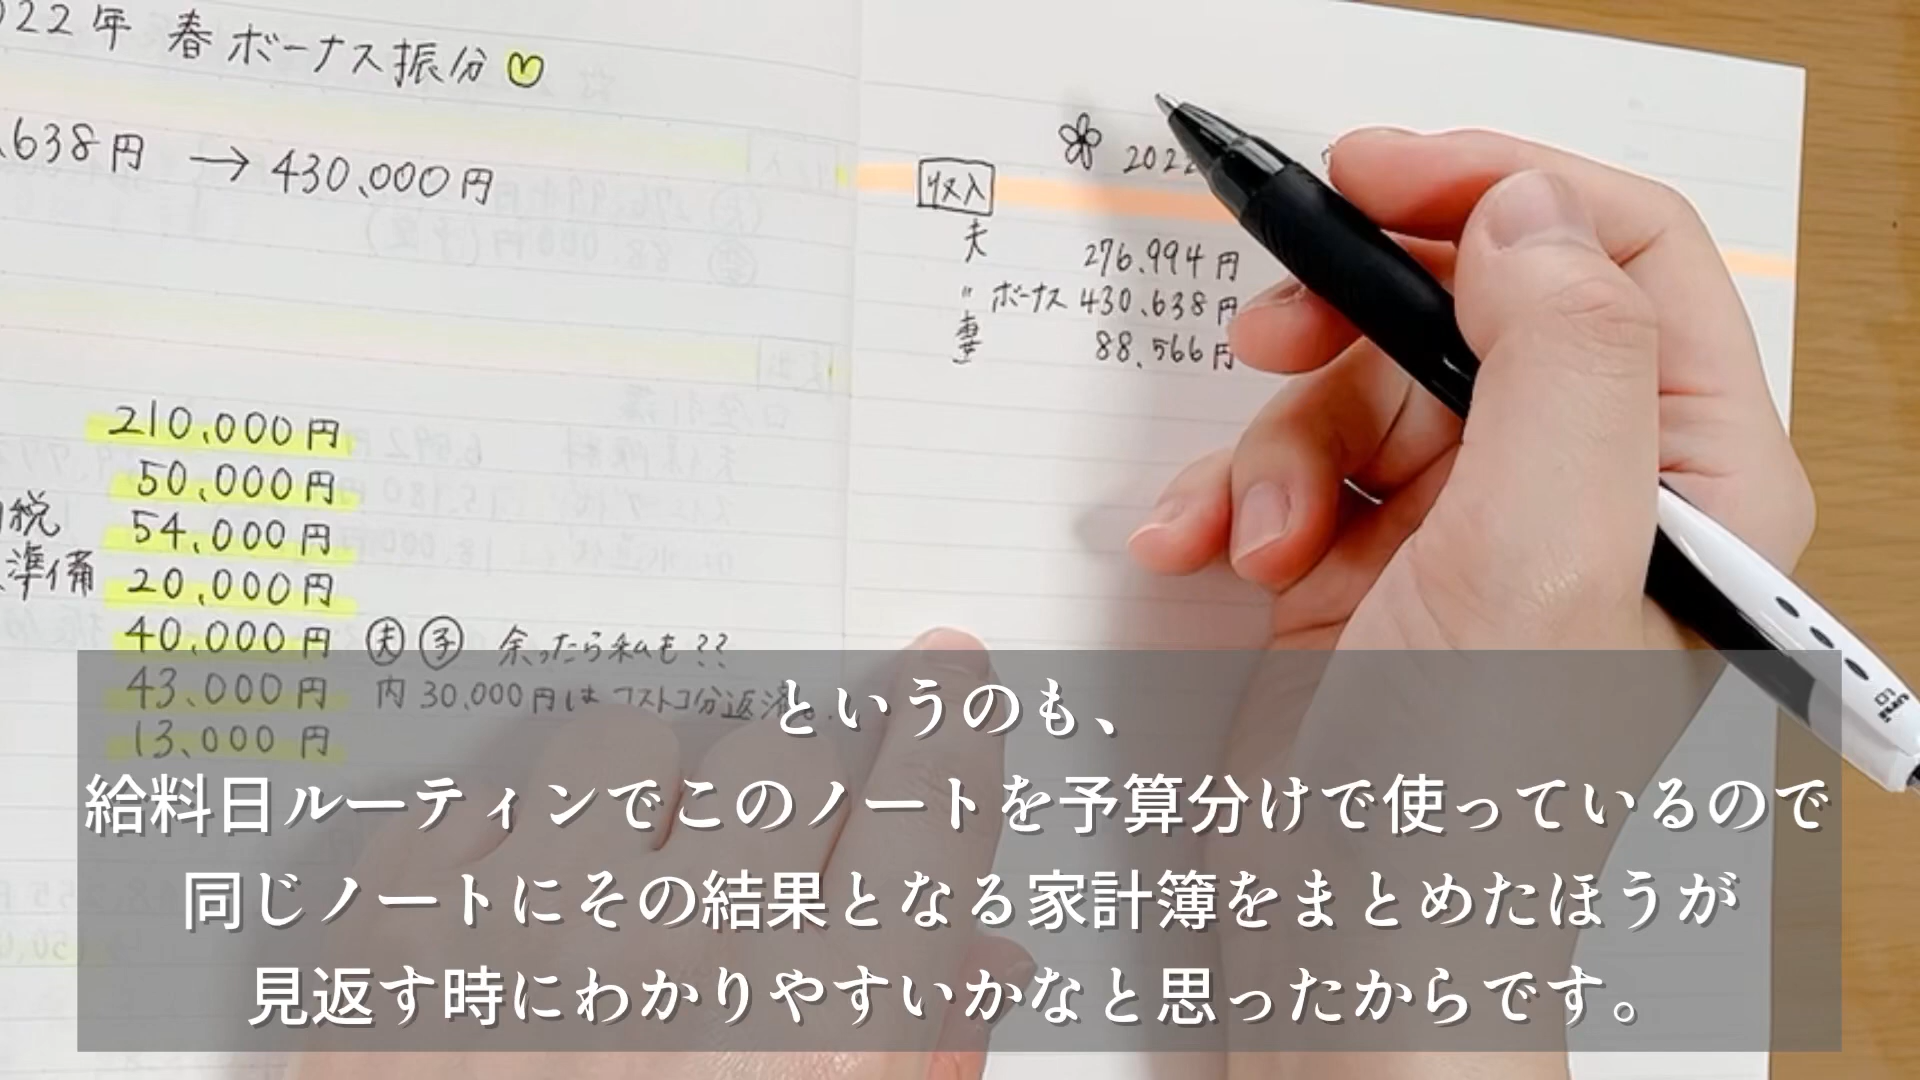 022年 春ボーナス振分♡
.638円 → 430,000円
210,000円
50,000円
税 54,000円
準備 20,000円
40,000円 夫 子 余ったら私も??
43,000円 内30,000円はコストコ分返済
13,000円
2022
収入
夫 276,994円
〃 ボーナス 430,638円
妻 88,566円
というのも、
給料日ルーティンでこのノートを予算分けで使っているので
同じノートにその結果となる家計簿をまとめたほうが
見返す時にわかりやすいかなと思ったからです。
uni